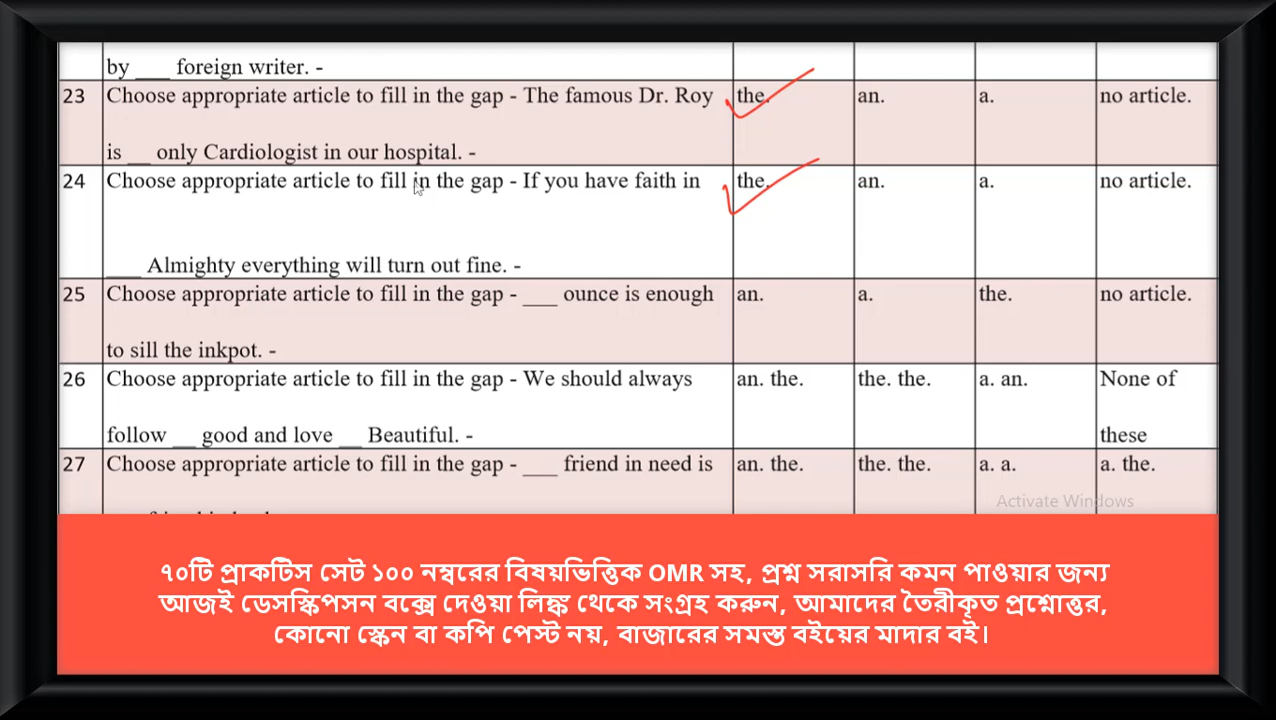 by ___ foreign writer. -
23 Choose appropriate article to fill in the gap - The famous Dr. Roy the. an. a. no article.
is __ only Cardiologist in our hospital. -
24 Choose appropriate article to fill in the gap - If you have faith in the. an. a. no article.
___ Almighty everything will turn out fine. -
25 Choose appropriate article to fill in the gap - ___ ounce is enough an. a. the. no article.
to sill the inkpot. -
26 Choose appropriate article to fill in the gap - We should always an. the. the. the. a. an. None of
follow __ good and love __ Beautiful. - these
27 Choose appropriate article to fill in the gap - ___ friend in need is an. the. the. the. a. a. a. the.
Activate Windows
৭০টি প্রাকটিস সেট ১০০ নম্বরের বিষয়ভিত্তিক OMR সহ, প্রশ্ন সরাসরি কমন পাওয়ার জন্য
আজই ডেসস্ক্রিপসন বক্সে দেওয়া লিঙ্ক থেকে সংগ্রহ করুন, আমাদের তৈরীকৃত প্রশ্নোত্তর,
কোনো স্কেন বা কপি পেস্ট নয়, বাজারের সমস্ত বইয়ের মাদার বই।